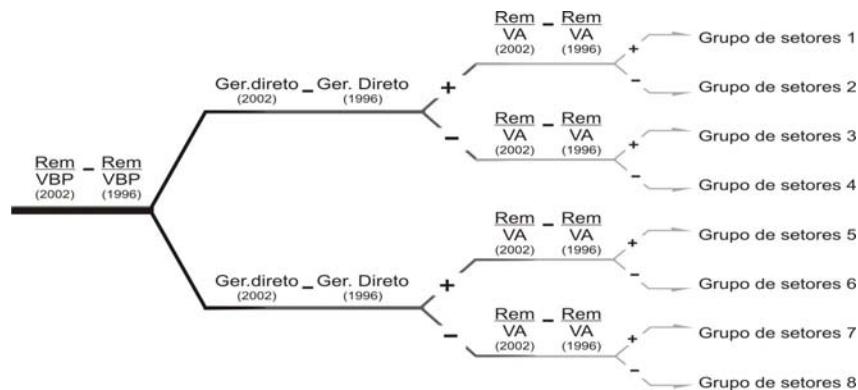 Rem – Rem
VA VA
(2002) (1996)
+ Grupo de setores 1
- Grupo de setores 2
Ger.direto – Ger. Direto
(2002) (1996)
+
–
Rem – Rem
VA VA
(2002) (1996)
+ Grupo de setores 3
- Grupo de setores 4
Rem – Rem
VBP VBP
(2002) (1996)
Rem – Rem
VA VA
(2002) (1996)
+ Grupo de setores 5
- Grupo de setores 6
Ger.direto – Ger. Direto
(2002) (1996)
+
–
Rem – Rem
VA VA
(2002) (1996)
+ Grupo de setores 7
- Grupo de setores 8